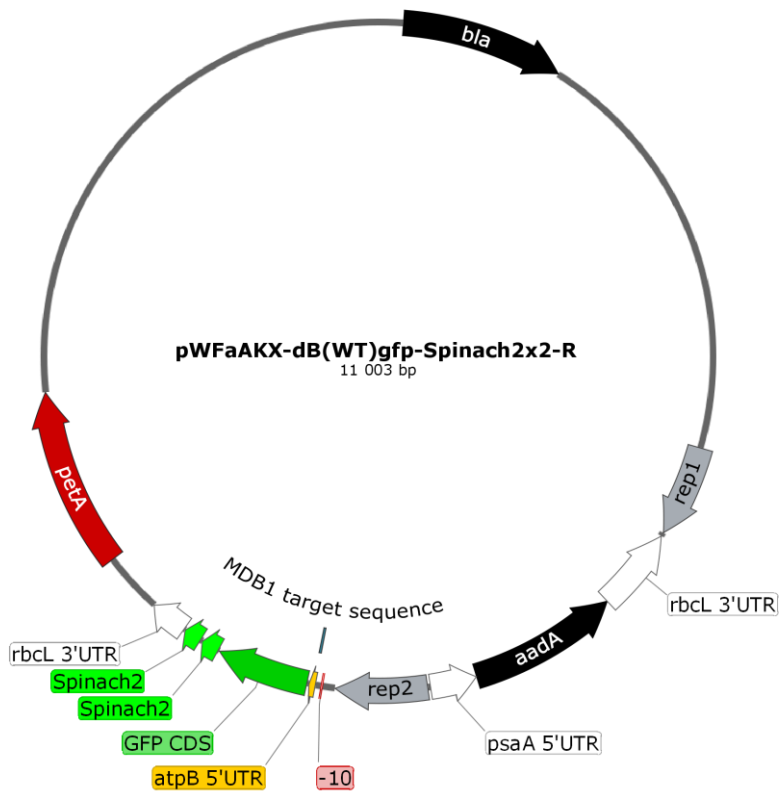 bla
pWFaAKX-dB(WT)gfp-Spinach2x2-R
11 003 bp
rep1
petA
MDB1 target sequence
rbcL 3'UTR
aadA
rbcL 3'UTR
Spinach2
rep2
Spinach2
GFP CDS
psaA 5'UTR
atpB 5'UTR
-10